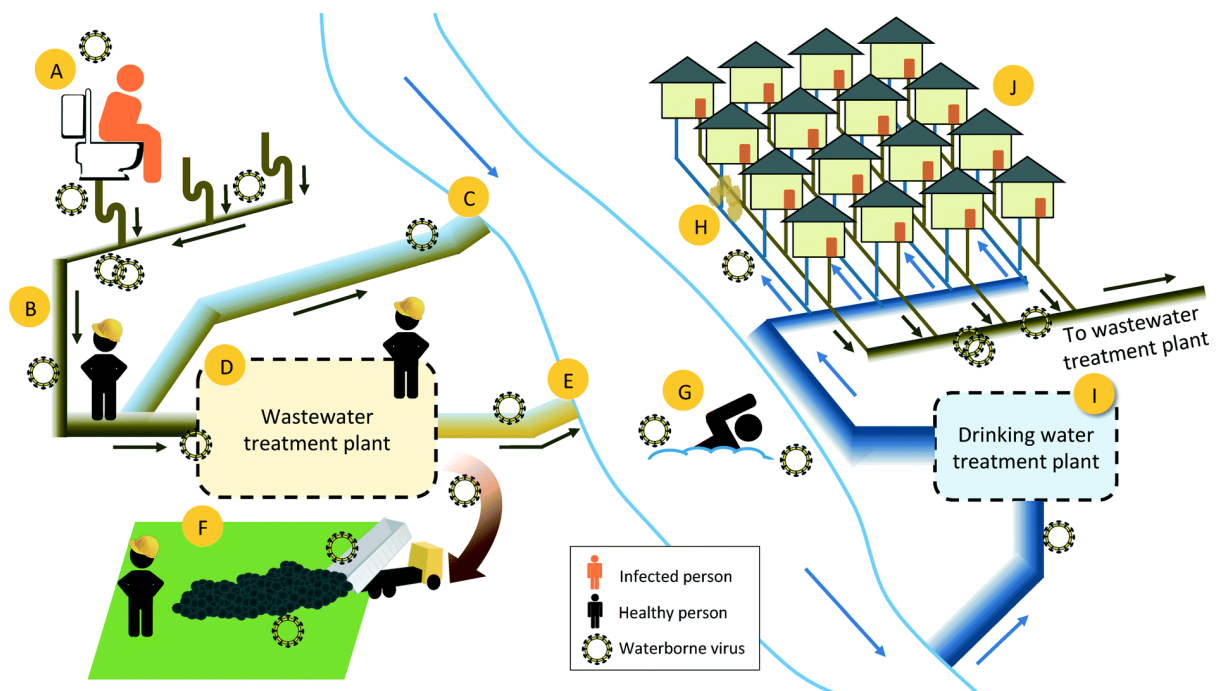 A
B
C
D
Wastewater
treatment plant
E
F
G
H
J
To wastewater
treatment plant
I
Drinking water
treatment plant
Infected person
Healthy person
Waterborne virus